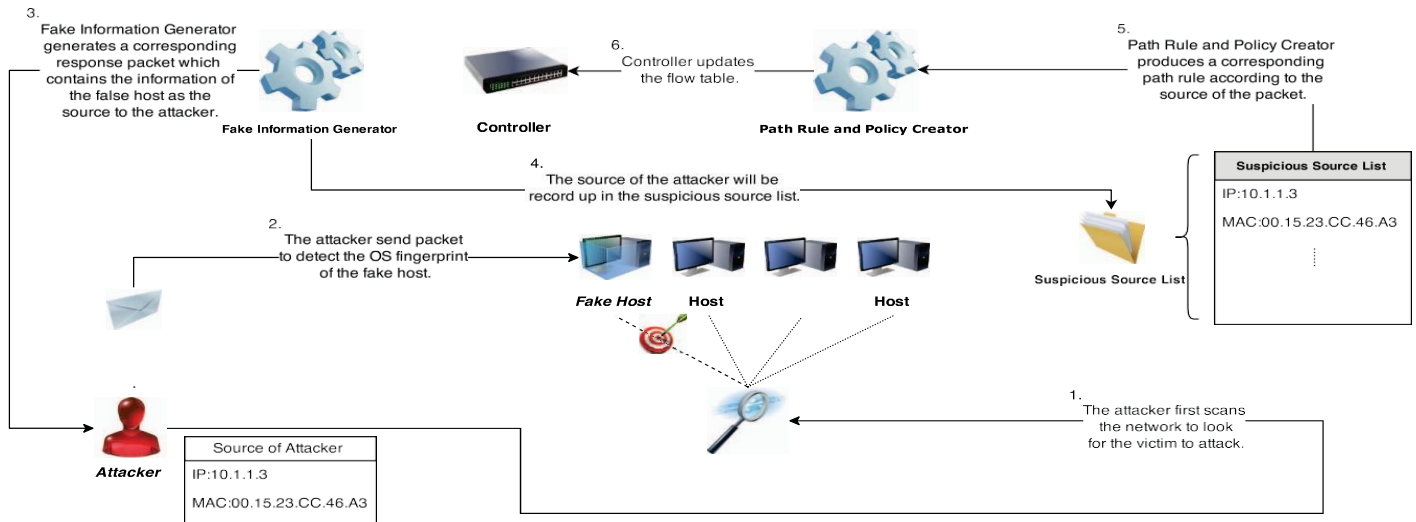 3.
Fake Information Generator
generates a corresponding
response packet which
contains the information of
the false host as the
source to the attacker.
Fake Information Generator
Controller
6.
Controller updates
the flow table.
Path Rule and Policy Creator
5.
Path Rule and Policy Creator
produces a corresponding
path rule according to the
source of the packet.
4.
The source of the attacker will be
record up in the suspicious source list.
Suspicious Source List
Suspicious Source List
IP:10.1.1.3
MAC:00.15.23.CC.46.A3
2.
The attacker send packet
to detect the OS fingerprint
of the fake host.
Fake Host
Host
Host
1.
The attacker first scans
the network to look
for the victim to attack.
Attacker
Source of Attacker
IP:10.1.1.3
MAC:00.15.23.CC.46.A3